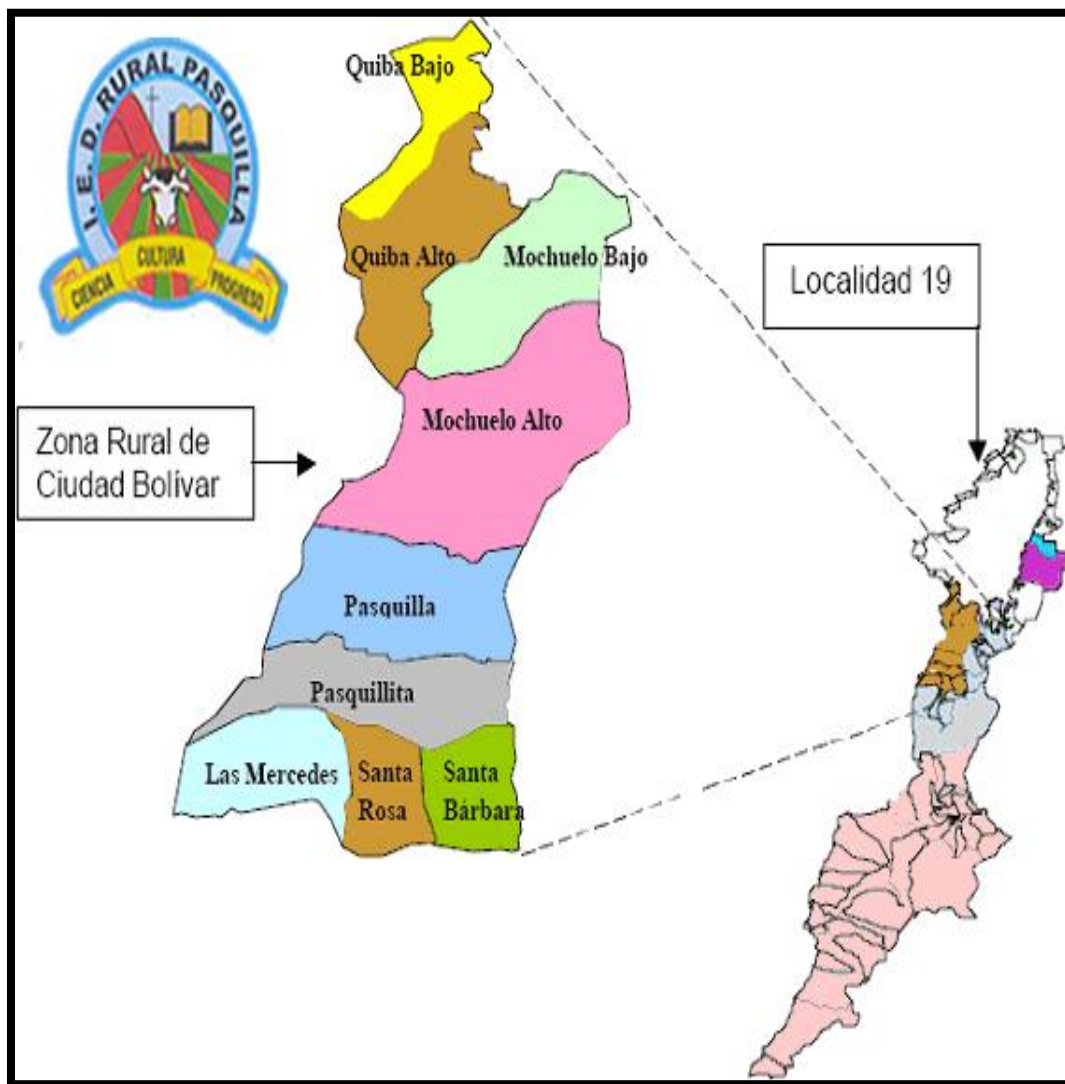 I. E. D. RURAL PASQUILLA
CIENCIA
CULTURA
PROGRESO
Quiba Bajo
Quiba Alto
Mochuelo Bajo
Localidad 19
Mochuelo Alto
Zona Rural de
Ciudad Bolívar
Pasquilla
Pasquillita
Las Mercedes
Santa
Rosa
Santa
Bárbara